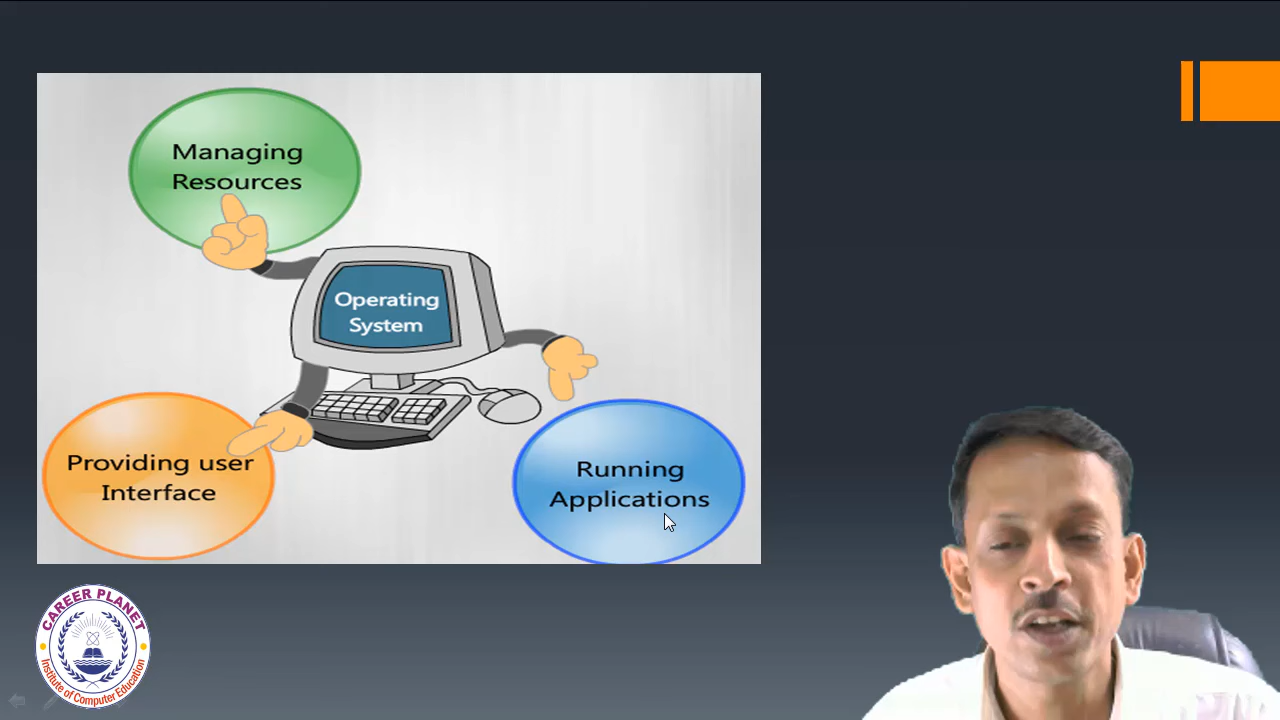 Managing
Resources
Operating
System
Providing user
Interface
Running
Applications
CAREER PLANET
Institute of Computer Education